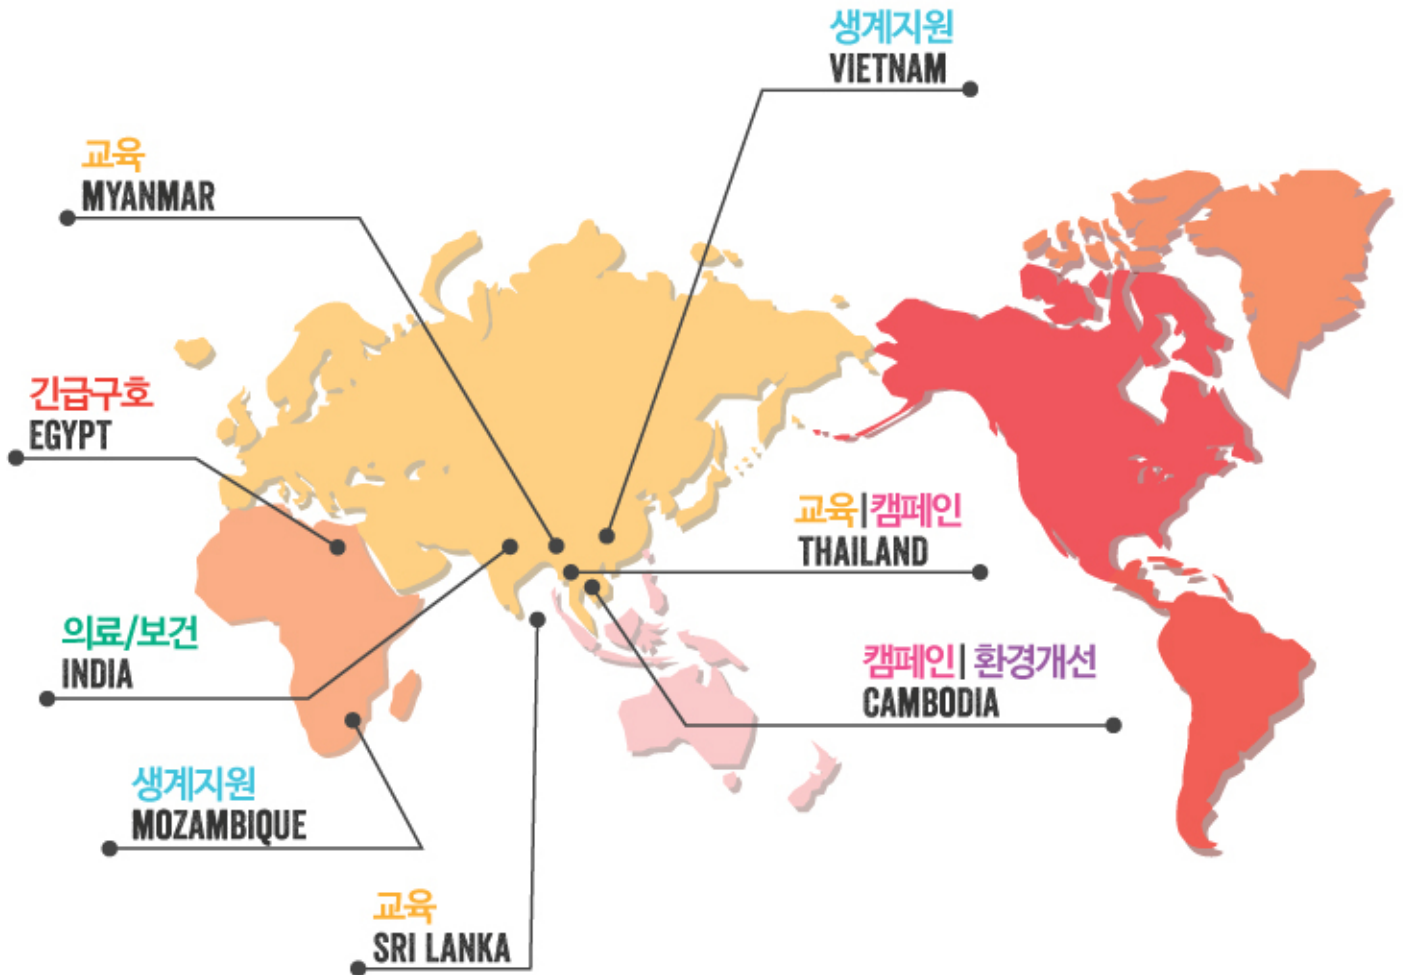 생계지원
VIETNAM
교육
MYANMAR
긴급구호
EGYPT
교육|캠페인
THAILAND
의료/보건
INDIA
캠페인| 환경개선
CAMBODIA
생계지원
MOZAMBIQUE
교육
SRI LANKA